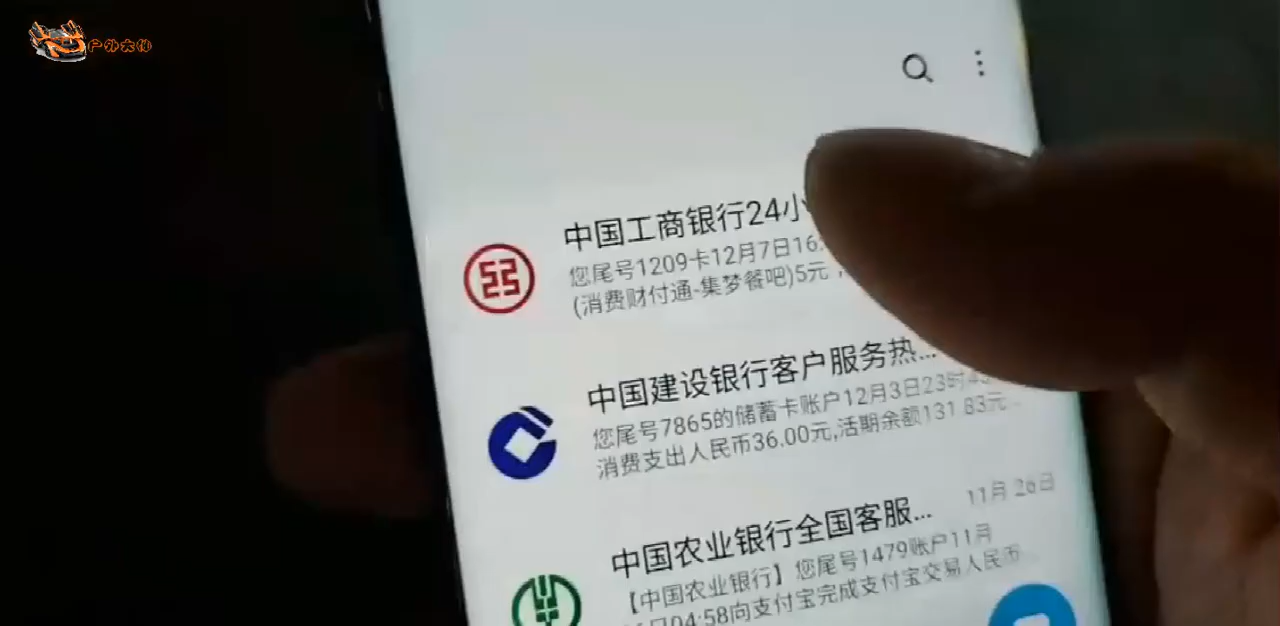 户外大件
中国工商银行24小
您尾号1209卡12月7日16:
(消费财付通-集梦餐吧)5元，
中国建设银行客户服务热...
您尾号7865的储蓄卡账户12月3日23时43
消费支出人民币36.00元,活期余额131.83元...
11月 26日
中国农业银行全国客服...
【中国农业银行】您尾号1479账户11月
日04:58向支付宝完成支付宝交易人民币